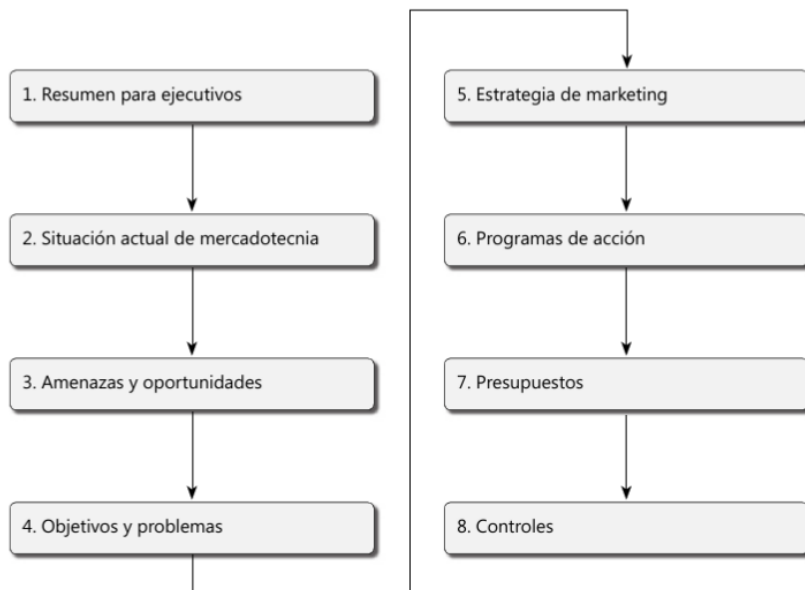 1. Resumen para ejecutivos
2. Situación actual de mercadotecnia
3. Amenazas y oportunidades
4. Objetivos y problemas
5. Estrategia de marketing
6. Programas de acción
7. Presupuestos
8. Controles